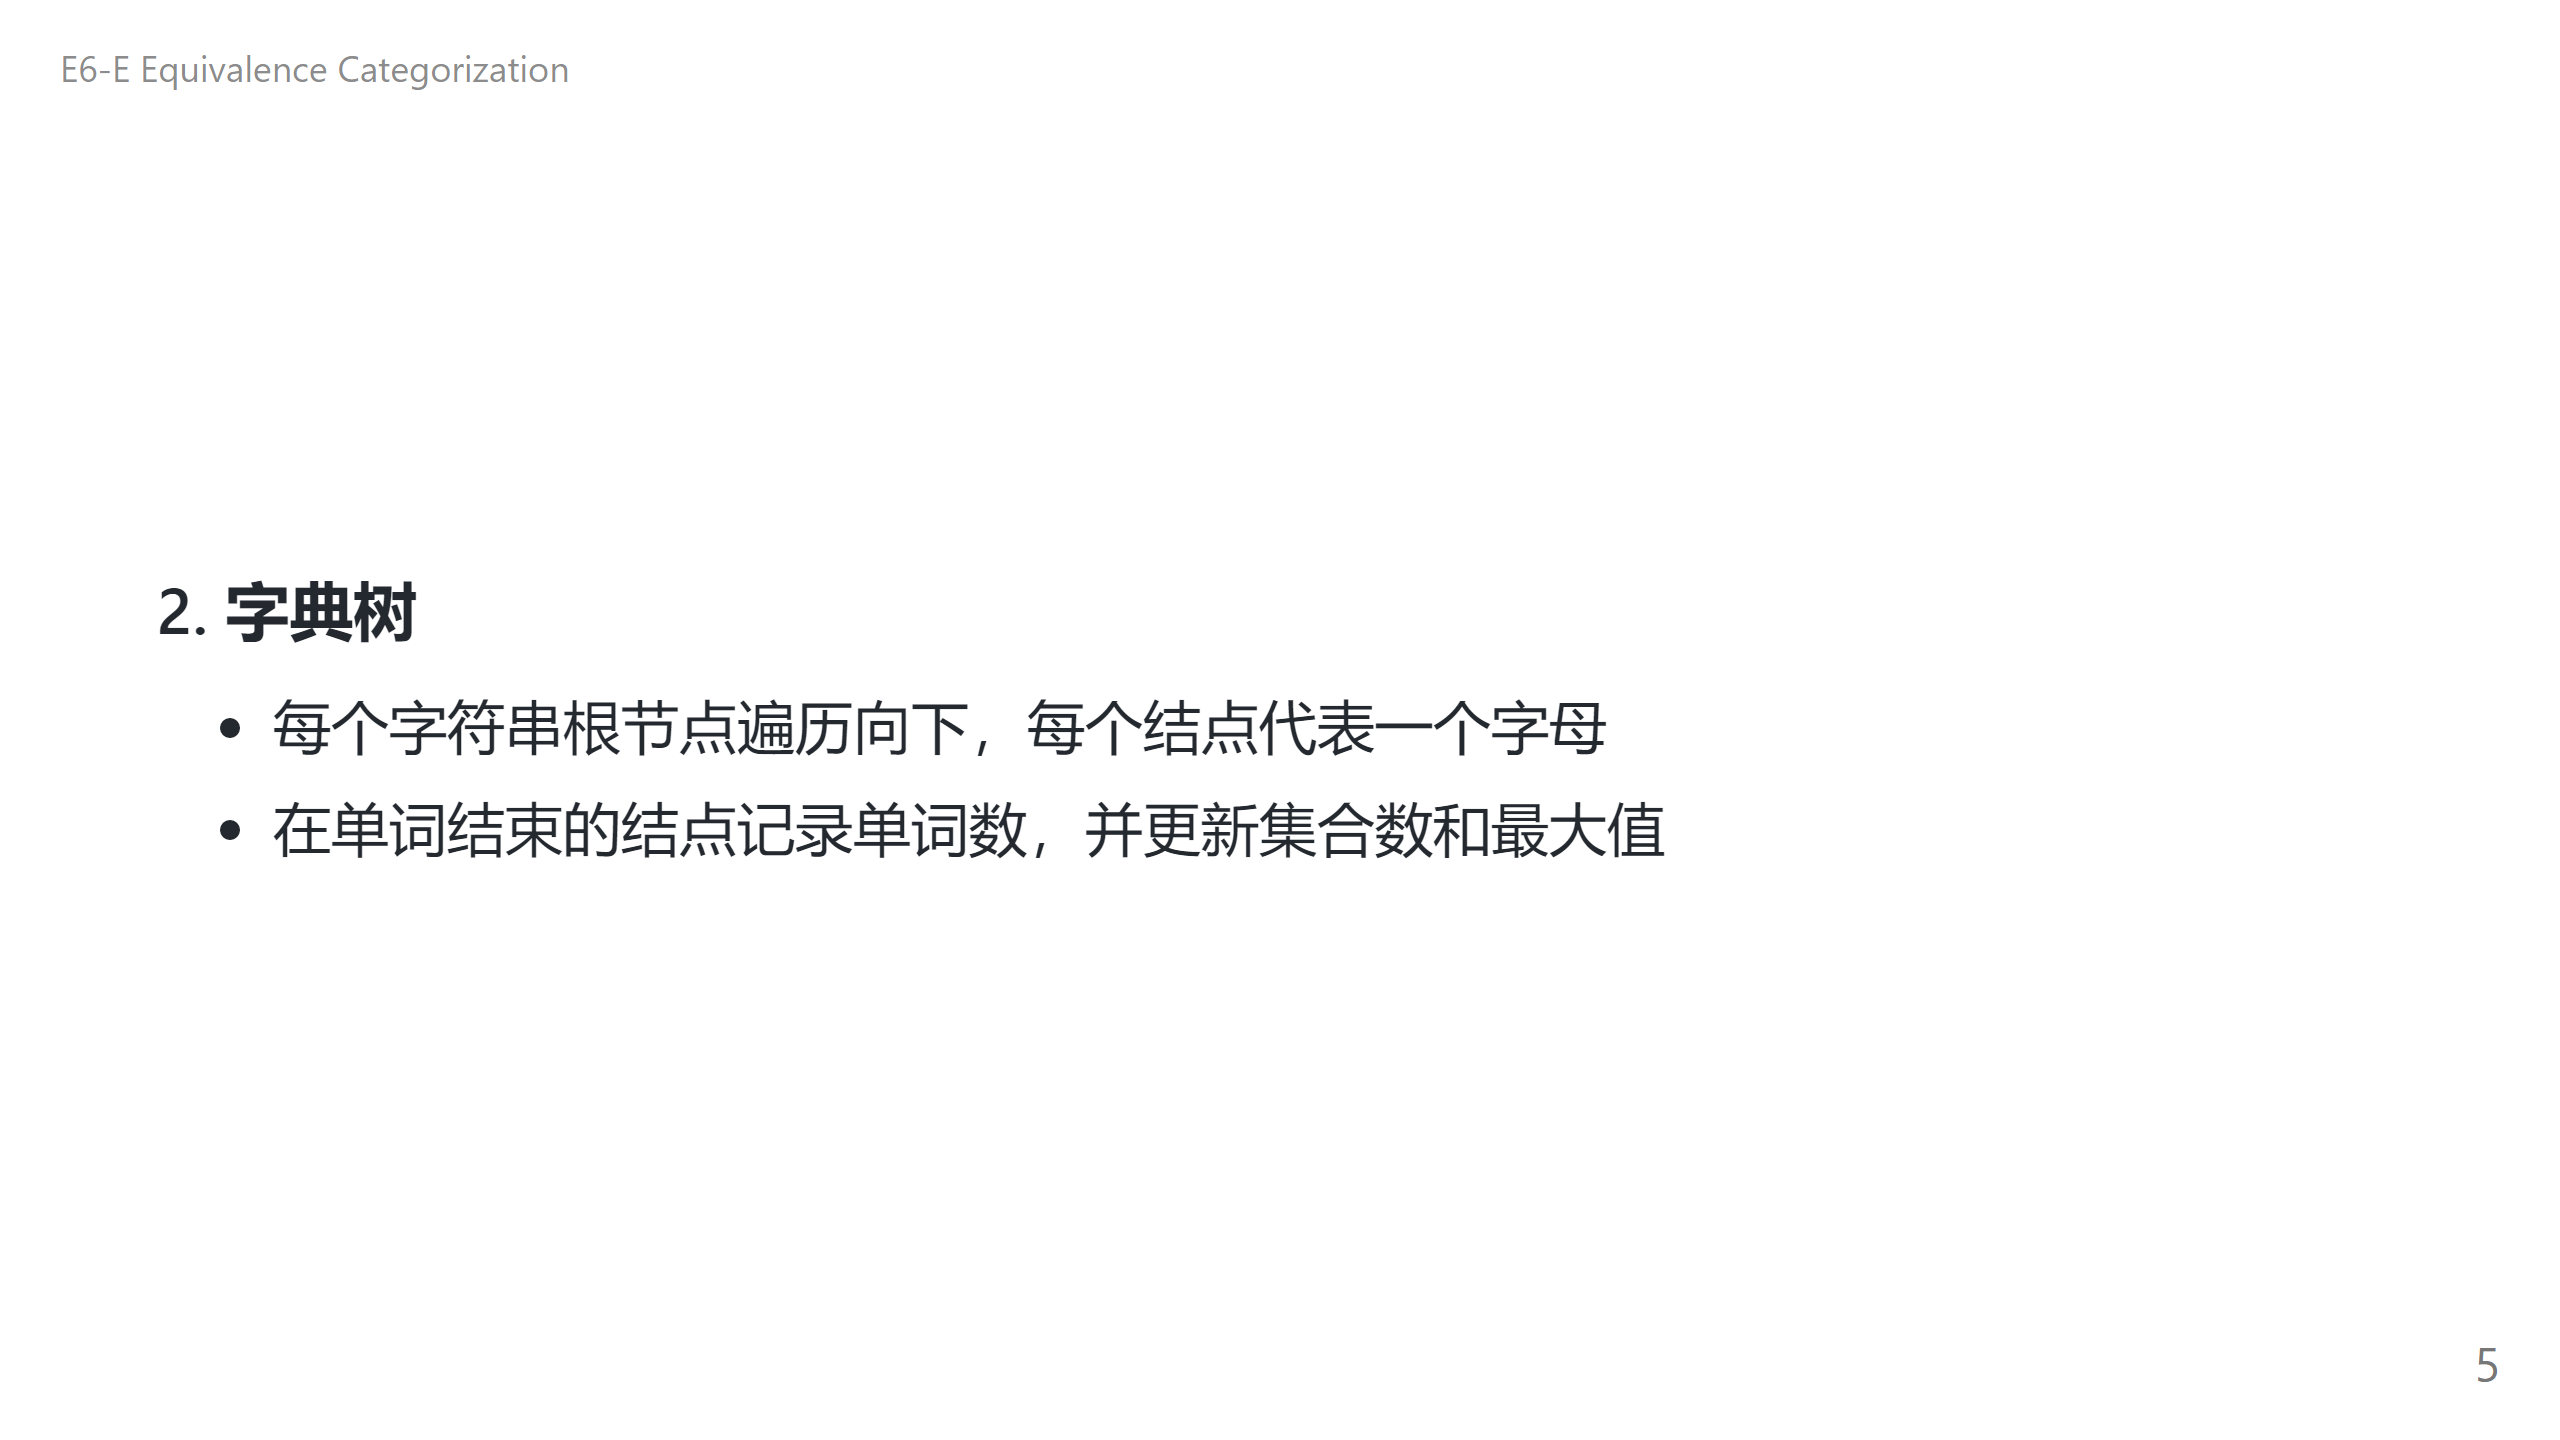 E6-E Equivalence Categorization
2. 字典树
• 每个字符串根节点遍历向下，每个结点代表一个字母
• 在单词结束的结点记录单词数，并更新集合数和最大值
5